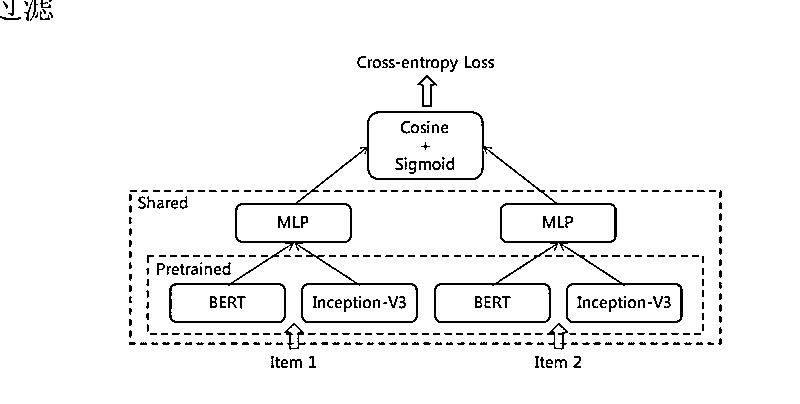 过滤
Cross-entropy Loss
Cosine
+
Sigmoid
Shared
MLP
MLP
Pretrained
BERT
Inception-V3
BERT
Inception-V3
Item 1
Item 2